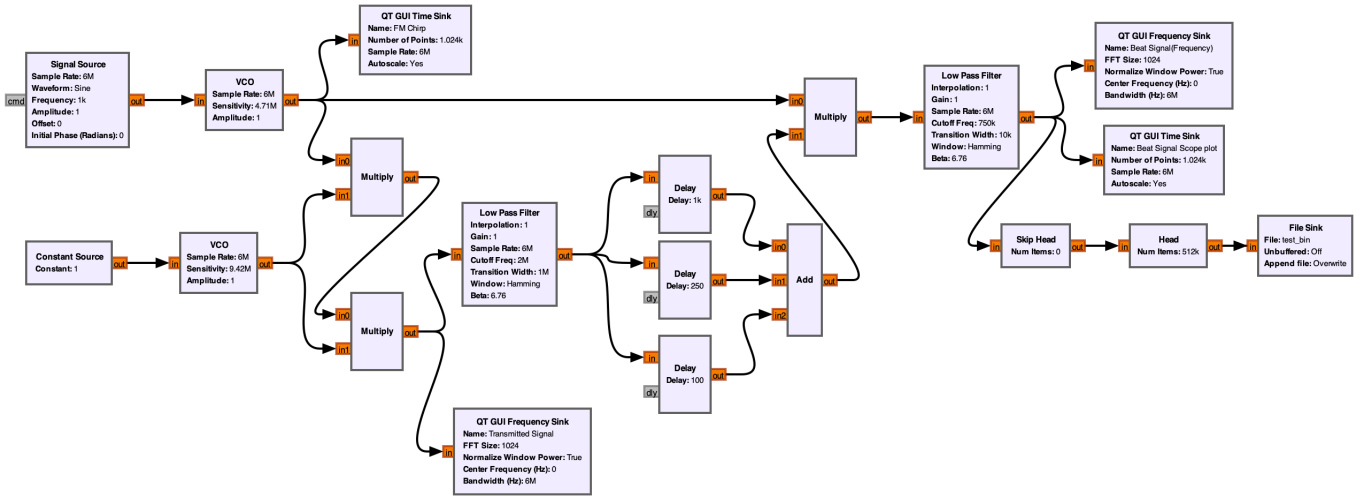 Signal Source
Sample Rate: 6M
Waveform: Sine
Frequency: 1k
Amplitude: 1
Offset: 0
Initial Phase (Radians): 0
cmd
out
VCO
Sample Rate: 6M
Sensitivity: 4.71M
Amplitude: 1
in
out
QT GUI Time Sink
Name: FM Chirp
Number of Points: 1.024k
Sample Rate: 6M
Autoscale: Yes
in
Multiply
in0
in1
out
Constant Source
Constant: 1
out
VCO
Sample Rate: 6M
Sensitivity: 9.42M
Amplitude: 1
in
out
Multiply
in0
in1
out
Low Pass Filter
Interpolation: 1
Gain: 1
Sample Rate: 6M
Cutoff Freq: 2M
Transition Width: 1M
Window: Hamming
Beta: 6.76
in
out
QT GUI Frequency Sink
Name: Transmitted Signal
FFT Size: 1024
Normalize Window Power: True
Center Frequency (Hz): 0
Bandwidth (Hz): 6M
in
Delay
Delay: 1k
in
dly
out
Delay
Delay: 250
in
dly
out
Delay
Delay: 100
in
dly
out
Add
in0
in1
in2
out
Multiply
in0
in1
out
Low Pass Filter
Interpolation: 1
Gain: 1
Sample Rate: 6M
Cutoff Freq: 750k
Transition Width: 10k
Window: Hamming
Beta: 6.76
in
out
QT GUI Frequency Sink
Name: Beat Signal(Frequency)
FFT Size: 1024
Normalize Window Power: True
Center Frequency (Hz): 0
Bandwidth (Hz): 6M
in
QT GUI Time Sink
Name: Beat Signal Scope plot
Number of Points: 1.024k
Sample Rate: 6M
Autoscale: Yes
in
Skip Head
Num Items: 0
in
out
Head
Num Items: 512k
in
out
File Sink
File: test_bin
Unbuffered: Off
Append file: Overwrite
in